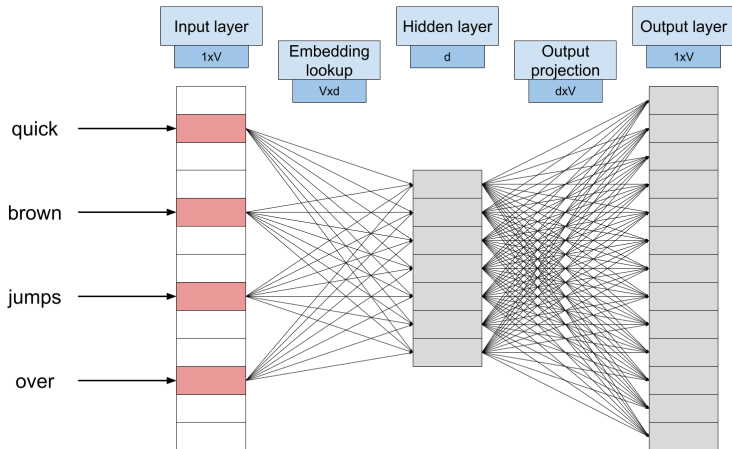 Input layer
1xV
Embedding
lookup
Vxd
Hidden layer
d
Output
projection
dxV
Output layer
1xV
quick
brown
jumps
over